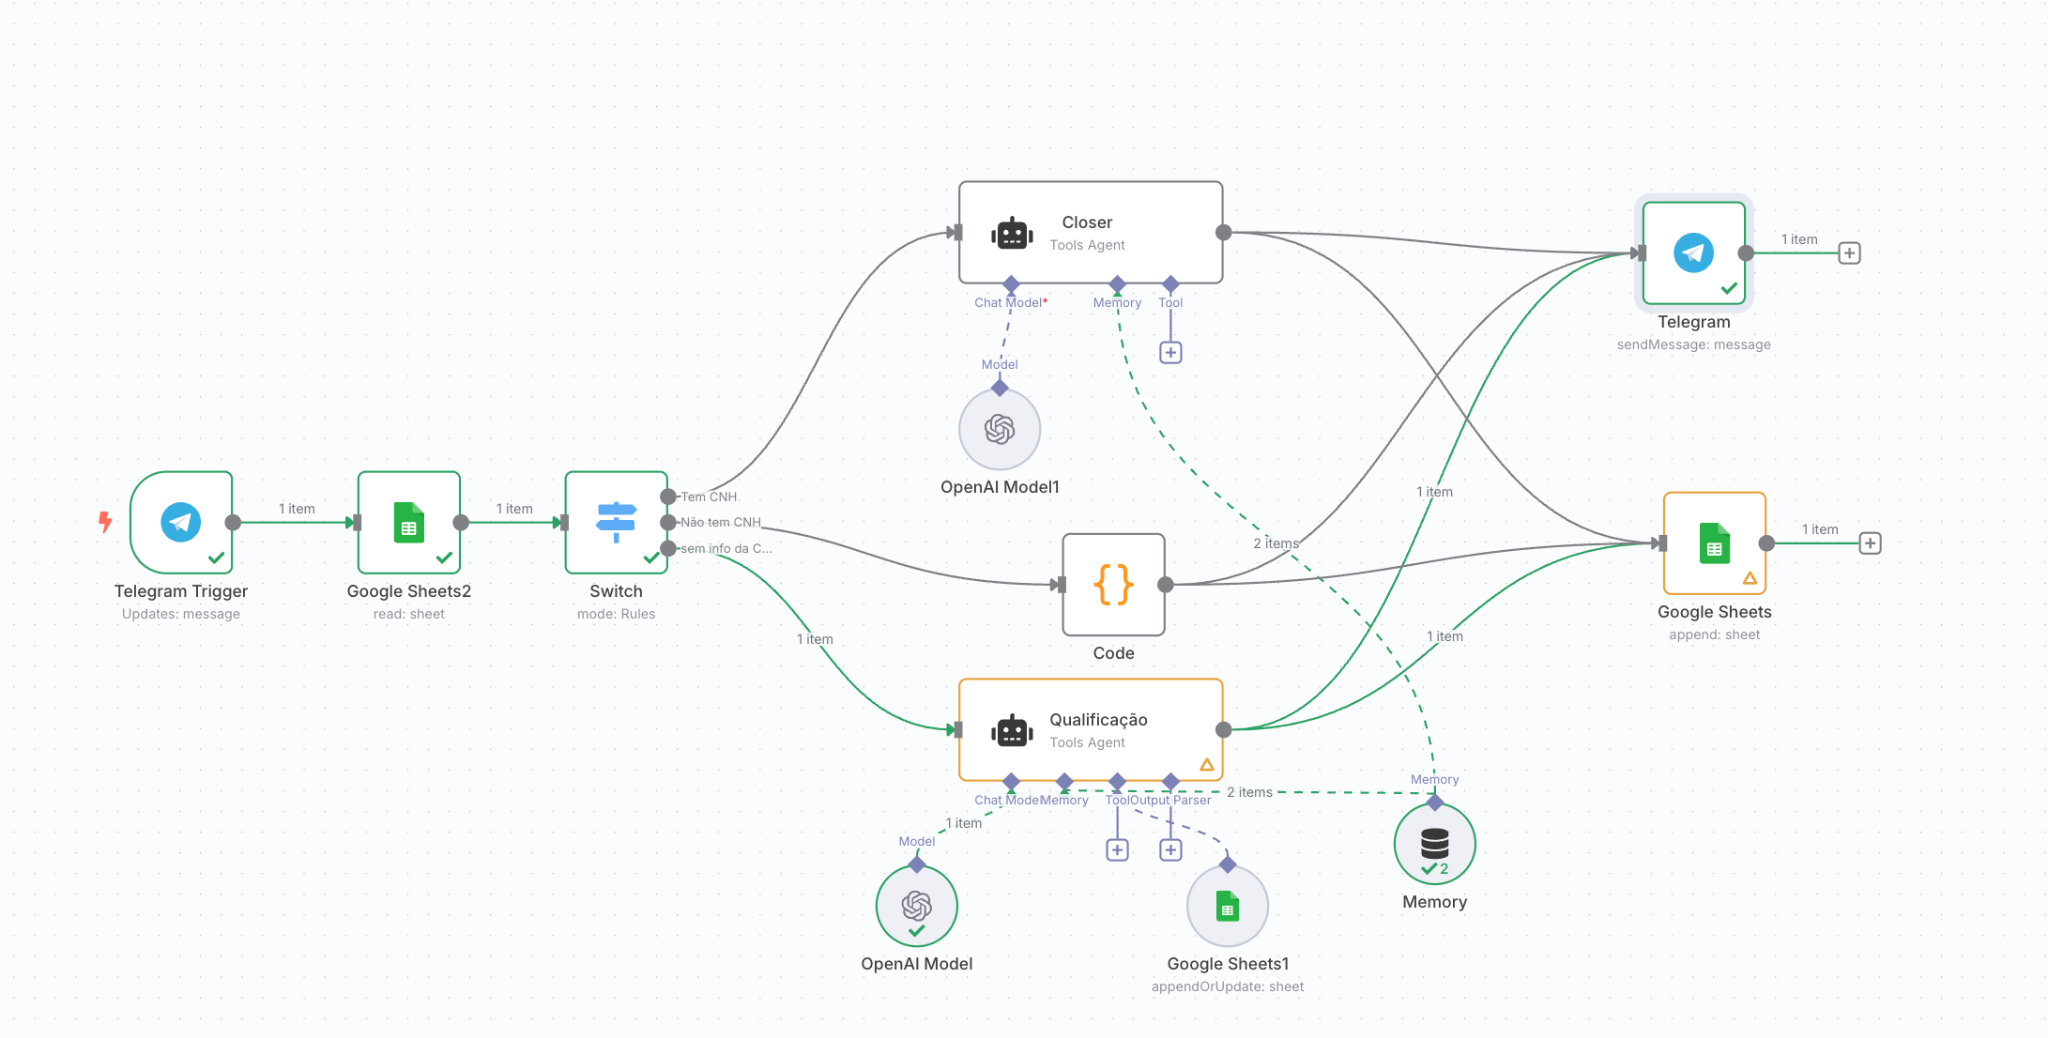 Closer
Tools Agent
Chat Model*
Memory
Tool
Model
OpenAI Model1
1 item
Telegram
sendMessage: message
1 item
1 item
Tem CNH
Não tem CNH
sem info da C...
Telegram Trigger
Updates: message
Google Sheets2
read: sheet
Switch
mode: Rules
1 item
2 items
1 item
Google Sheets
append: sheet
1 item
1 item
Code
Qualificação
Tools Agent
Chat Mode
Memory
Tool
Output Parser
2 items
Memory
1 item
Model
2
Memory
OpenAI Model
Google Sheets1
appendOrUpdate: sheet